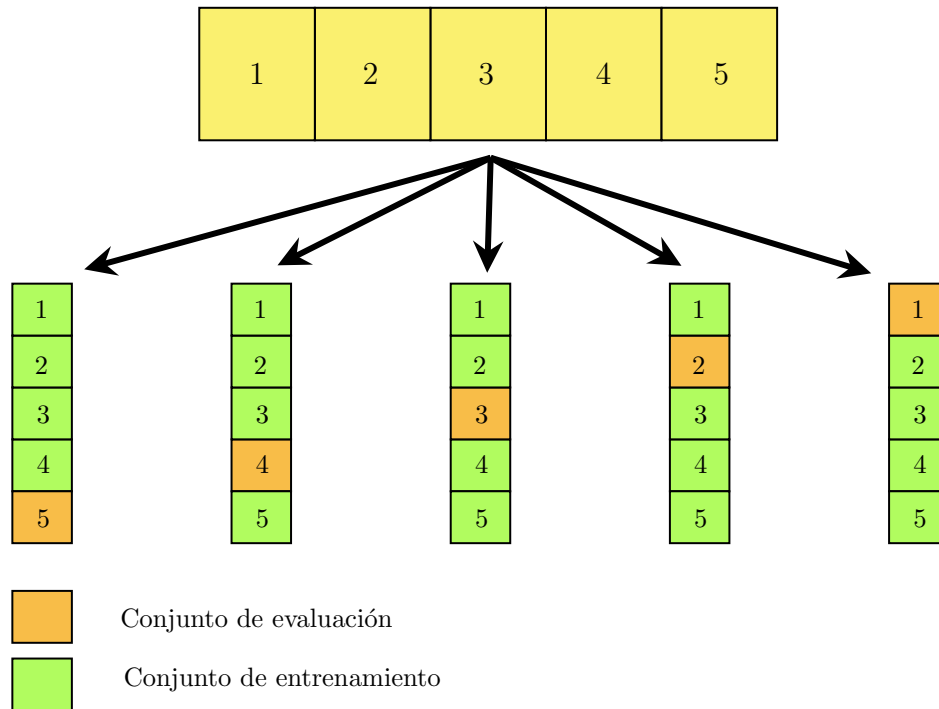 1 2 3 4 5
1 1 1 1 1
2 2 2 2 2
3 3 3 3 3
4 4 4 4 4
5 5 5 5 5
Conjunto de evaluación
Conjunto de entrenamiento